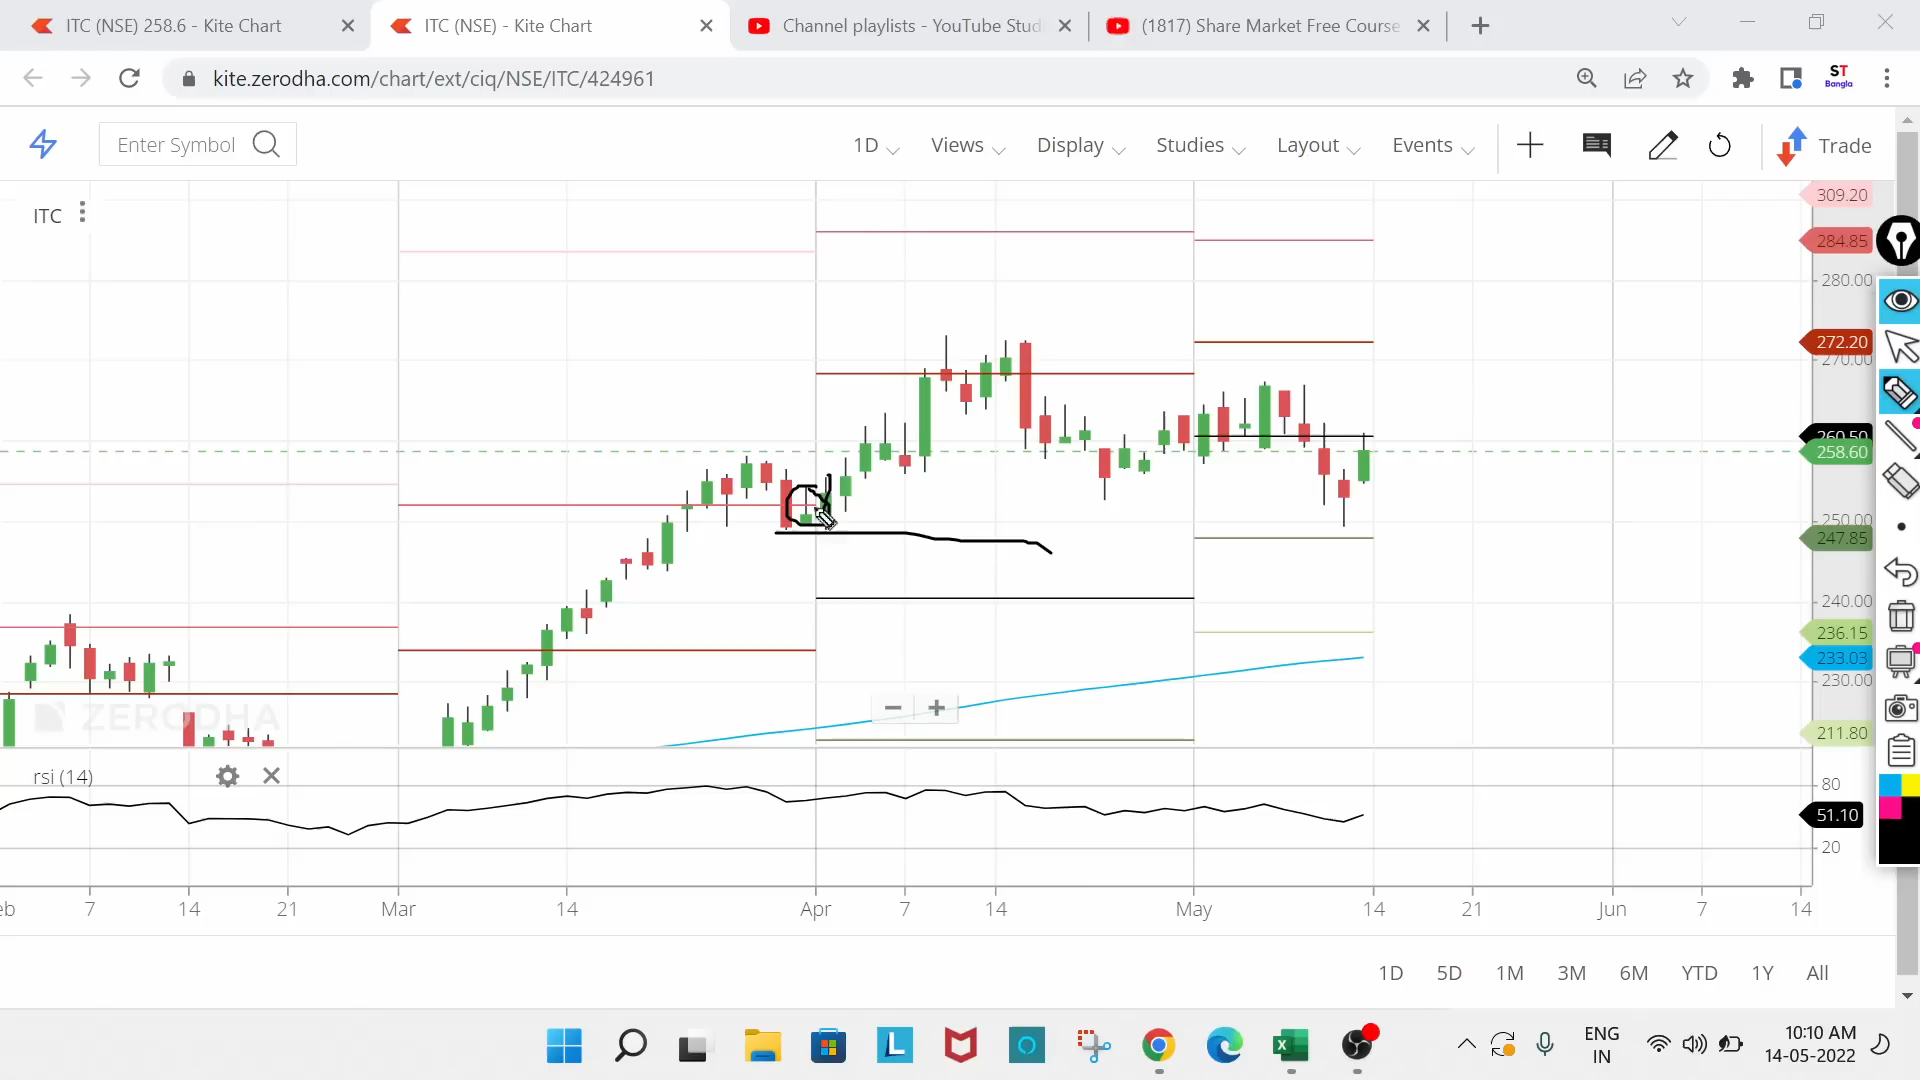 ITC (NSE) 258.6 - Kite Chart
ITC (NSE) - Kite Chart
Channel playlists - YouTube Stud
(1817) Share Market Free Course
kite.zerodha.com/chart/ext/ciq/NSE/ITC/424961
ST
Bangla
Enter Symbol
1D
Views
Display
Studies
Layout
Events
Trade
ITC
309.20
284.85
280.00
272.20
270.00
260.50
258.60
250.00
247.85
240.00
236.15
233.03
230.00
211.80
ZERODHA
rsi (14)
80
51.10
20
eb
7
14
21
Mar
14
Apr
7
14
May
14
21
Jun
7
14
1D
5D
1M
3M
6M
YTD
1Y
All
ENG
IN
10:10 AM
14-05-2022